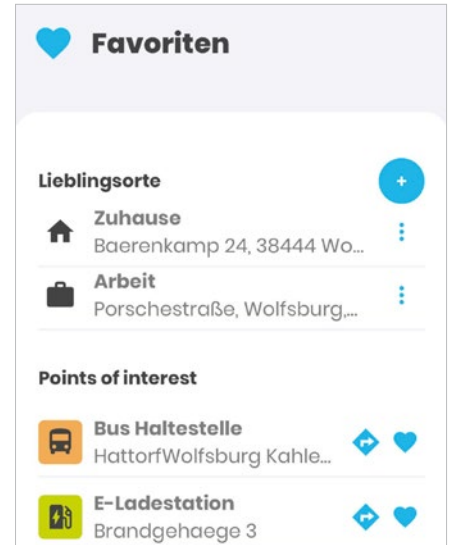 Favoriten
Lieblingsorte
Zuhause
Baerenkamp 24, 38444 Wo...
Arbeit
Porschestraße, Wolfsburg,...
Points of interest
Bus Haltestelle
HattorfWolfsburg Kahle...
E-Ladestation
Brandgehaege 3